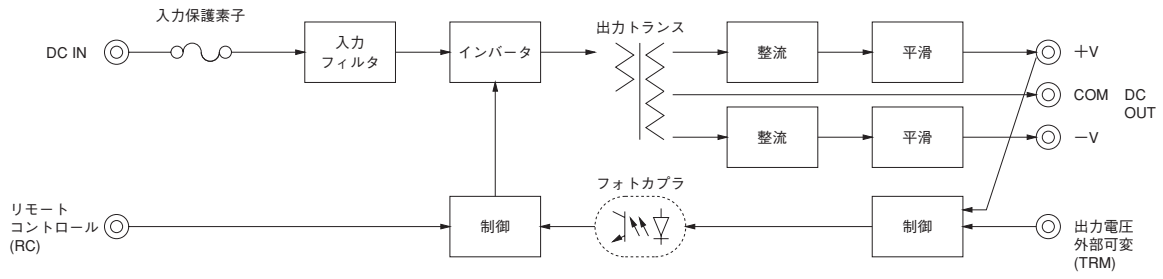 入力保護素子
DC IN
入力
フィルタ
インバータ
出力トランス
整流
平滑
＋V
COM
DC
OUT
整流
平滑
－V
リモート
コントロール
(RC)
制御
フォトカプラ
制御
出力電圧
外部可変
(TRM)